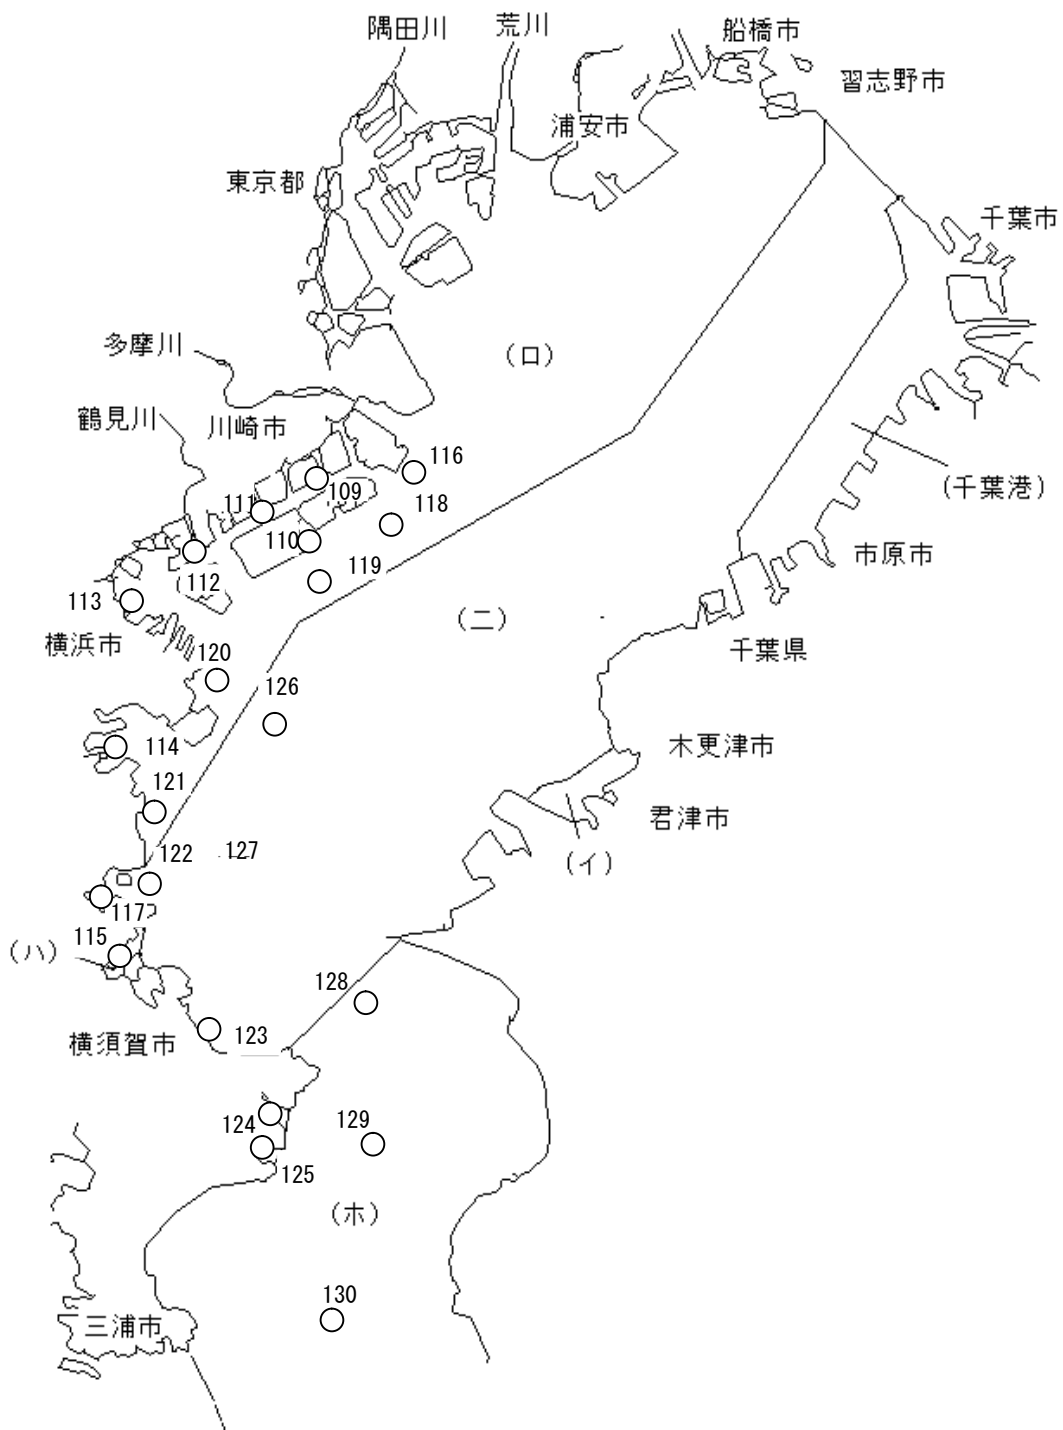 隅田川
荒川
船橋市
習志野市
浦安市
東京都
千葉市
多摩川
(ロ)
鶴見川
川崎市
116
109
(千葉港)
111
118
110
市原市
119
112
113
(ニ)
横浜市
千葉県
120
126
114
木更津市
121
君津市
122
127
(イ)
117
115
(ハ)
128
123
横須賀市
124
129
125
(ホ)
130
三浦市